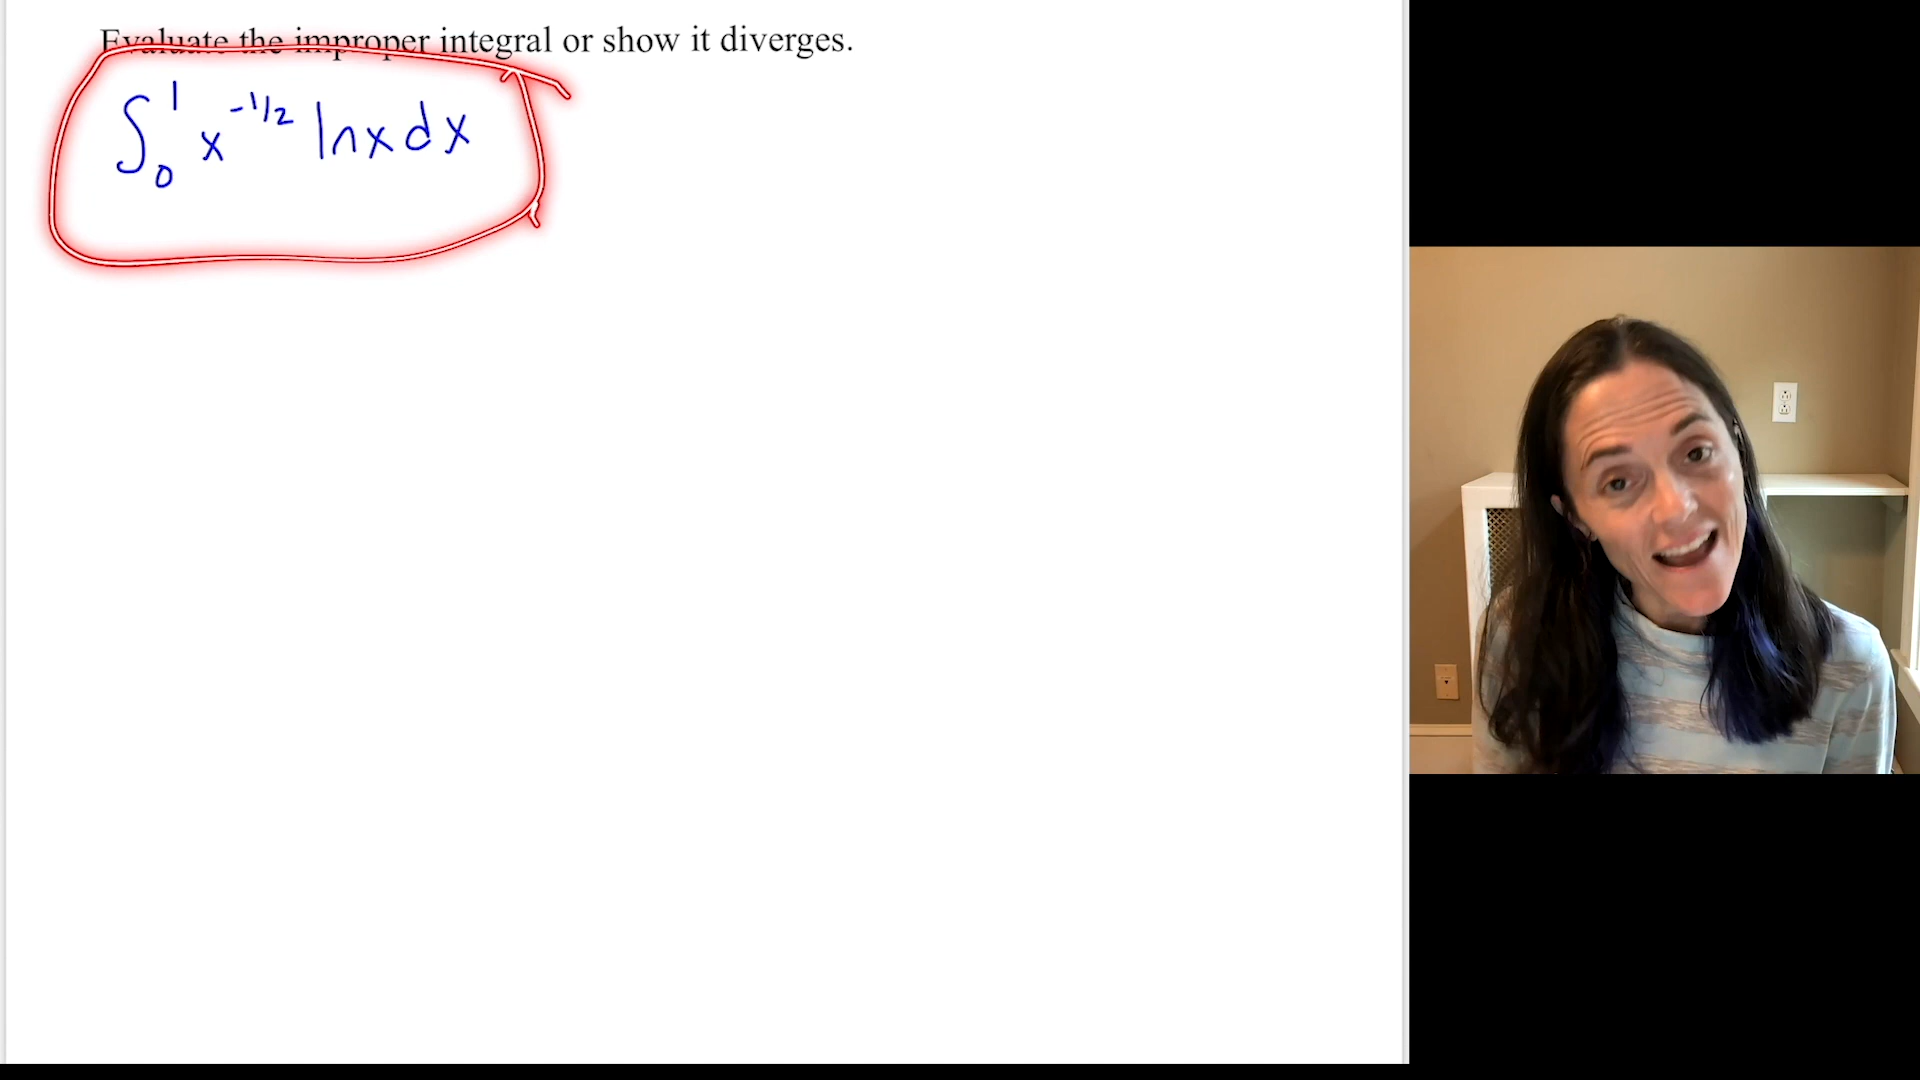 Evaluate the improper integral or show it diverges.
∫₀¹ x^(-1/2) ln x dx